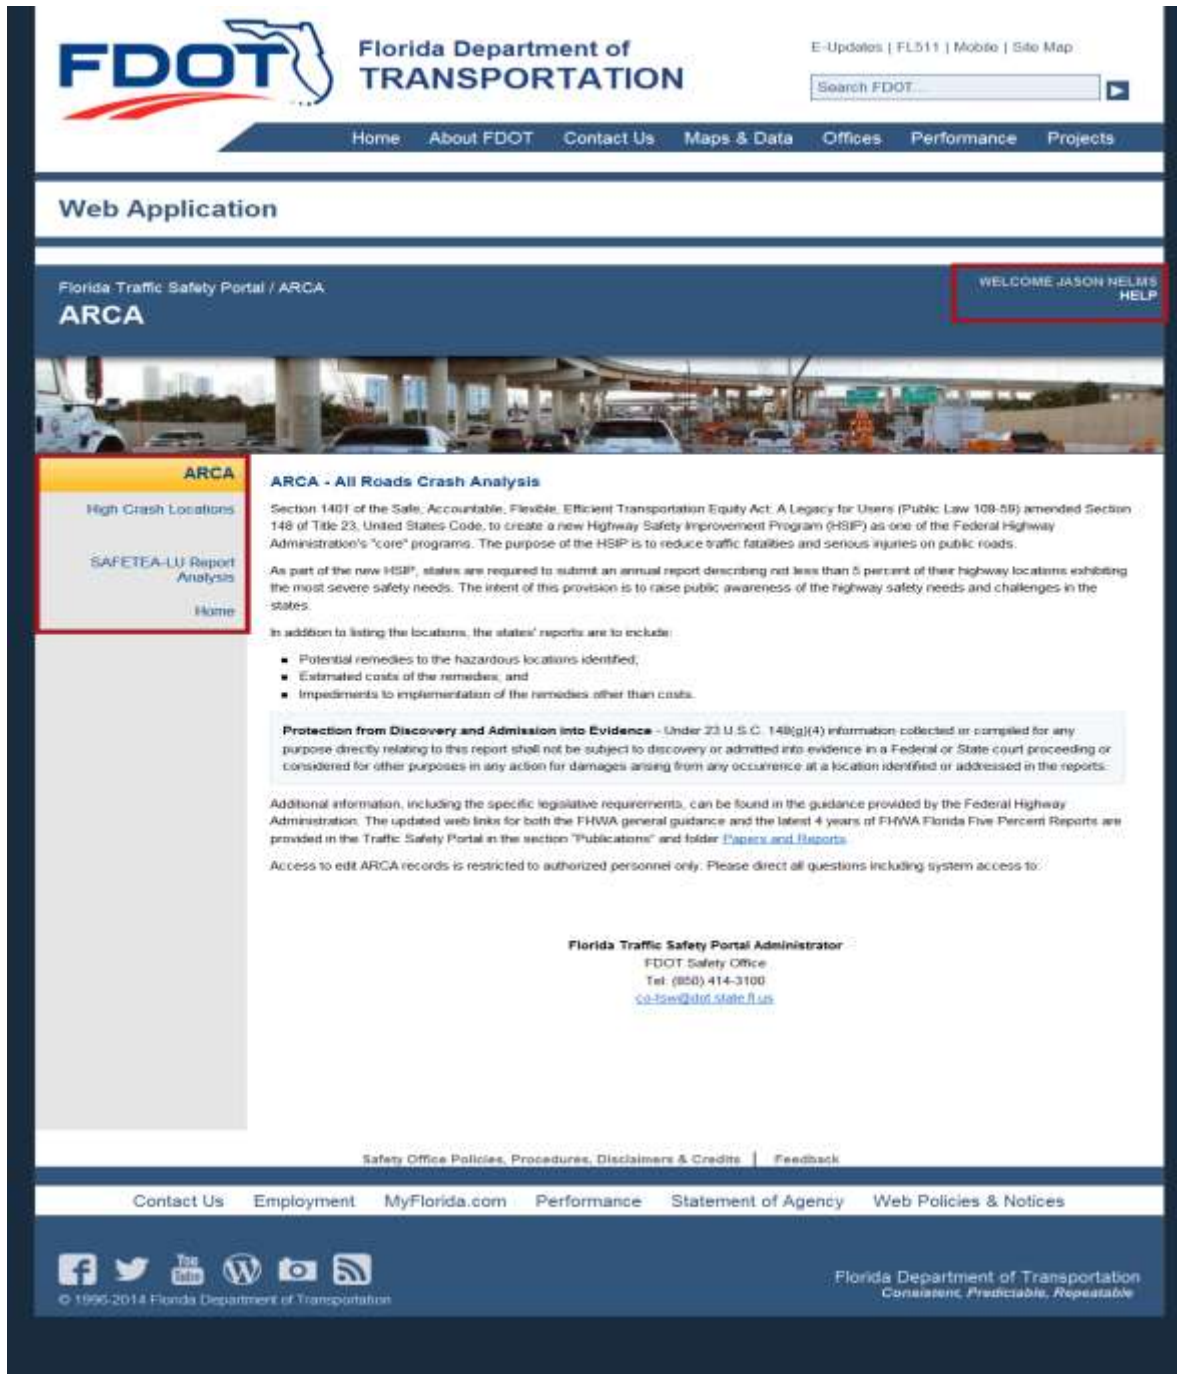 FDOT
Florida Department of
TRANSPORTATION
E-Updates | FL511 | Mobile | Site Map
Search FDOT...
Home About FDOT Contact Us Maps & Data Offices Performance Projects
Web Application
Florida Traffic Safety Portal / ARCA
ARCA
WELCOME JASON NELMS
HELP
ARCA
High Crash Locations
SAFETEA-LU Report
Analysis
Home
ARCA - All Roads Crash Analysis
Section 1401 of the Safe, Accountable, Flexible, Efficient Transportation Equity Act: A Legacy for Users (Public Law 109-59) amended Section
148 of Title 23, United States Code, to create a new Highway Safety Improvement Program (HSIP) as one of the Federal Highway
Administration's "core" programs. The purpose of the HSIP is to reduce traffic fatalities and serious injuries on public roads.
As part of the new HSIP, states are required to submit an annual report describing not less than 5 percent of their highway locations exhibiting
the most severe safety needs. The intent of this provision is to raise public awareness of the highway safety needs and challenges in the
states.
In addition to listing the locations, the states' reports are to include:
▪ Potential remedies to the hazardous locations identified;
▪ Estimated costs of the remedies; and
▪ Impediments to implementation of the remedies other than costs.
Protection from Discovery and Admission into Evidence - Under 23 U.S.C. 148(g)(4) information collected or compiled for any
purpose directly relating to this report shall not be subject to discovery or admitted into evidence in a Federal or State court proceeding or
considered for other purposes in any action for damages arising from any occurrence at a location identified or addressed in the reports.
Additional information, including the specific legislative requirements, can be found in the guidance provided by the Federal Highway
Administration. The updated web links for both the FHWA general guidance and the latest 4 years of FHWA Florida Five Percent Reports are
provided in the Traffic Safety Portal in the section "Publications" and folder Papers and Reports.
Access to edit ARCA records is restricted to authorized personnel only. Please direct all questions including system access to:
Florida Traffic Safety Portal Administrator
FDOT Safety Office
Tel: (850) 414-3100
co-tsw@dot.state.fl.us
Safety Office Policies, Procedures, Disclaimers & Credits | Feedback
Contact Us Employment MyFlorida.com Performance Statement of Agency Web Policies & Notices
You Tube
© 1996-2014 Florida Department of Transportation
Florida Department of Transportation
Consistent, Predictable, Repeatable